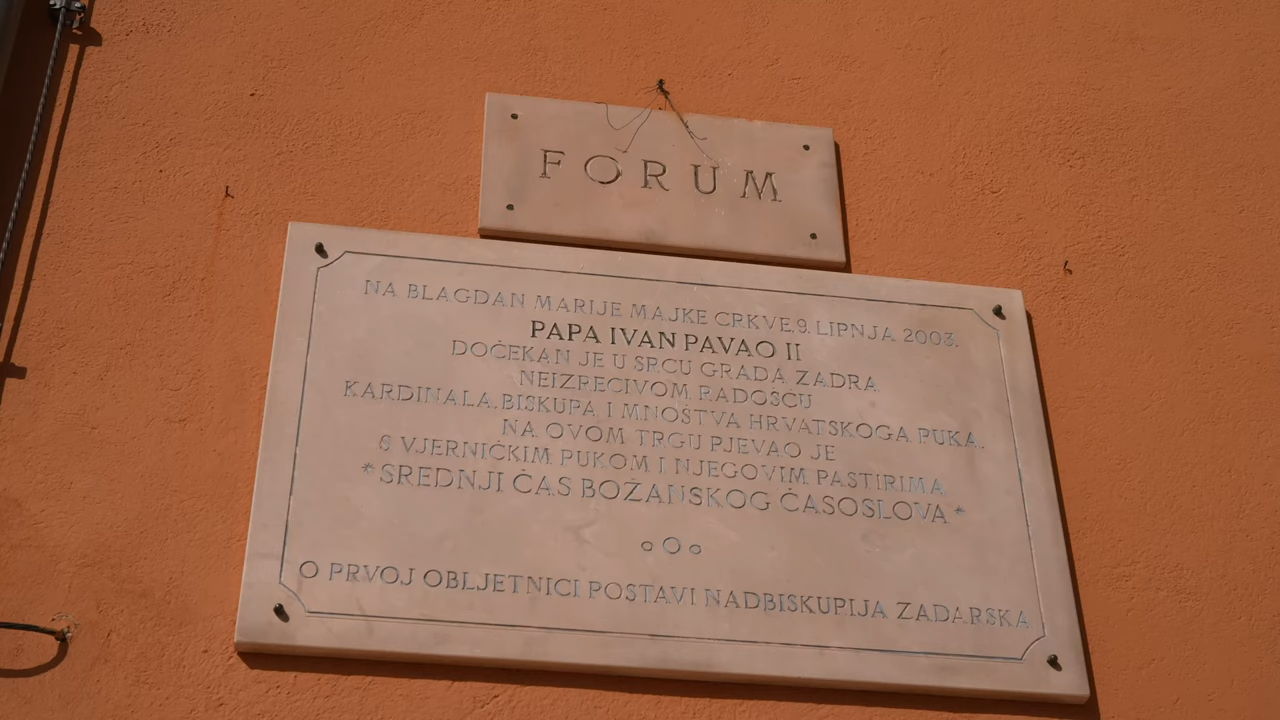 FORUM
NA BLAGDAN MARIJE MAJKE CRKVE 9. LIPNJA 2003.
PAPA IVAN PAVAO II
DOČEKAN JE U SRCU GRADA ZADRA
NEIZRECIVOM RADOŠĆU
KARDINALA, BISKUPA I MNOŠTVA HRVATSKOGA PUKA.
NA OVOM TRGU PJEVAO JE
S VJERNIČKIM PUKOM I NJEGOVIM PASTIRIMA
*SREDNJI ČAS BOŽANSKOG ČASOSLOVA*
O PRVOJ OBLJETNICI POSTAVI NADBISKUPIJA ZADARSKA